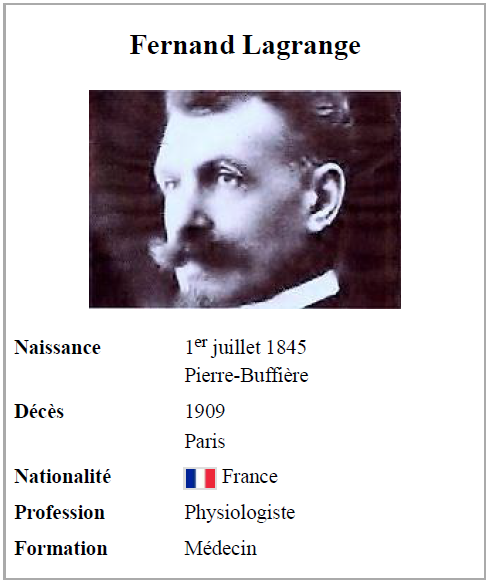 Fernand Lagrange
Naissance 1er juillet 1845
Pierre-Buffière
Décès 1909
Paris
Nationalité France
Profession Physiologiste
Formation Médecin